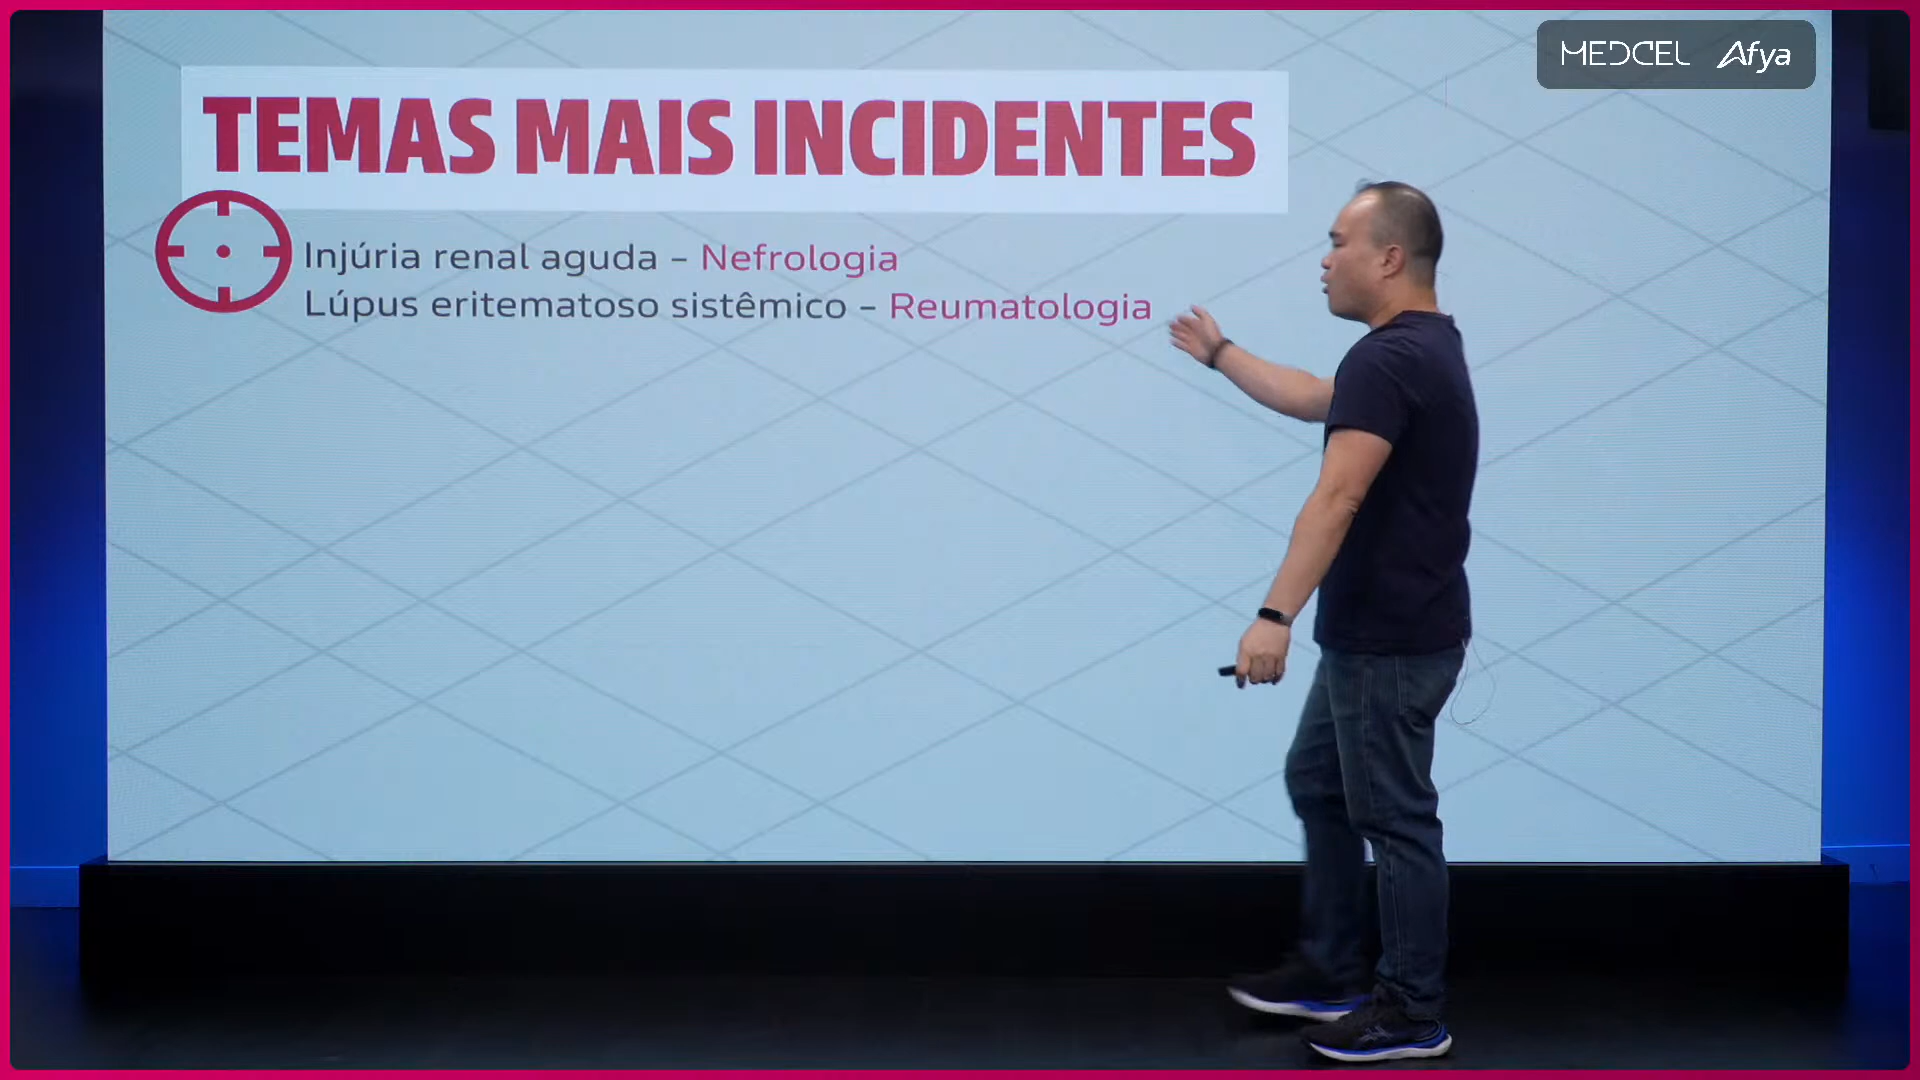 MEDCEL Afya
TEMAS MAIS INCIDENTES
Injúria renal aguda – Nefrologia
Lúpus eritematoso sistêmico – Reumatologia